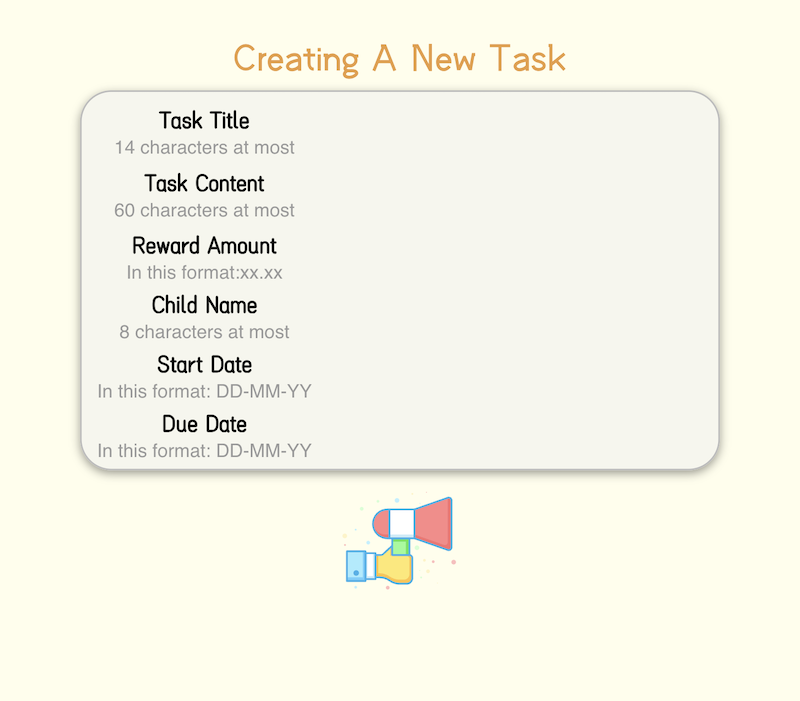 Creating A New Task
Task Title
14 characters at most
Task Content
60 characters at most
Reward Amount
In this format:xx.xx
Child Name
8 characters at most
Start Date
In this format: DD-MM-YY
Due Date
In this format: DD-MM-YY